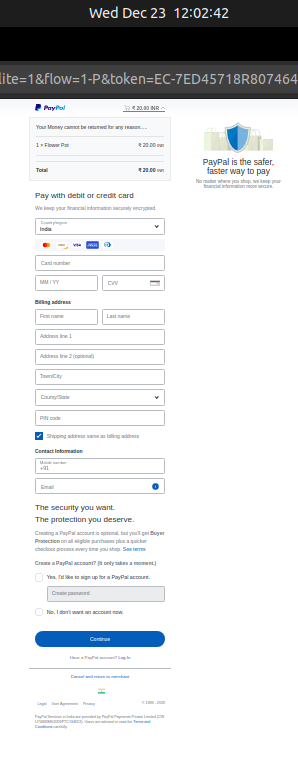 Wed Dec 23 12:02:42
lite=1&flow=1-P&token=EC-7ED45718R807464
PayPal
₹ 20.00 INR
Your Money cannot be returned for any reason....
1 × Flower Pot ₹ 20.00 INR
Total ₹ 20.00 INR
PayPal is the safer,
faster way to pay
No matter where you shop, we keep your
financial information more secure.
Pay with debit or credit card
We keep your financial information securely encrypted.
Country/region
India
VISA
Card number
MM / YY
CVV
Billing address
First name
Last name
Address line 1
Address line 2 (optional)
Town/City
County/State
PIN code
Shipping address same as billing address
Contact Information
Mobile number
+91
Email
The security you want.
The protection you deserve.
Creating a PayPal account is optional, but you'll get Buyer
Protection on all eligible purchases plus a quicker
checkout process every time you shop. See terms
Create a PayPal account? (It only takes a moment.)
Yes, I'd like to sign up for a PayPal account.
Create password
No, I don't want an account now.
Continue
Have a PayPal account? Log In
Cancel and return to merchant
Legal User Agreement Privacy
PayPal Services in India are provided by PayPal Payments Private Limited (CIN
Users are advised to read the Terms and
Conditions carefully.